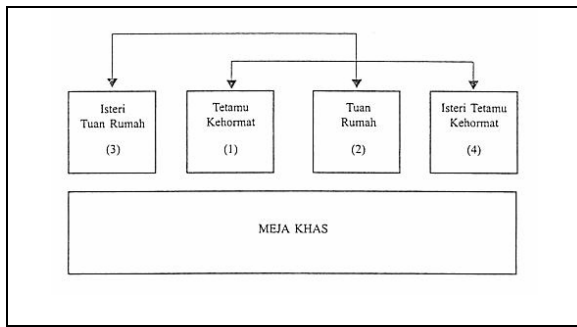 Isteri
Tuan Rumah
(3)
Tetamu
Kehormat
(1)
Tuan
Rumah
(2)
Isteri Tetamu
Kehormat
(4)
MEJA KHAS